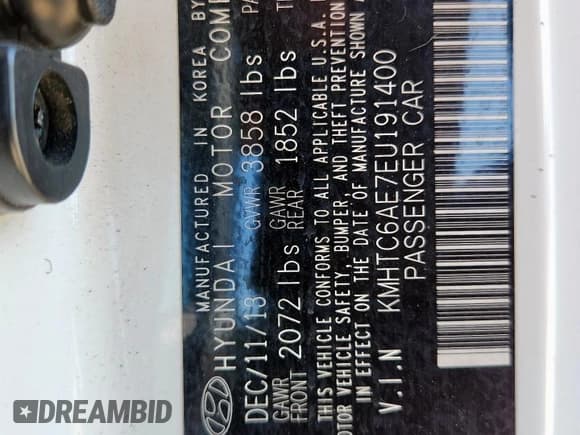 MANUFACTURED IN KOREA BY
HYUNDAI MOTOR COMP
DEC/11/13 GVWR 3858 lbs PA
GAWR FRONT 2072 lbs GAWR REAR 1852 lbs
THIS VEHICLE CONFORMS TO ALL APPLICABLE U.S.A.
OTOR VEHICLE SAFETY, BUMPER, AND THEFT PREVENTION
IN EFFECT ON THE DATE OF MANUFACTURE SHOWN A
V.I.N KMHTC6AE7EU191400
PASSENGER CAR
DREAMBID